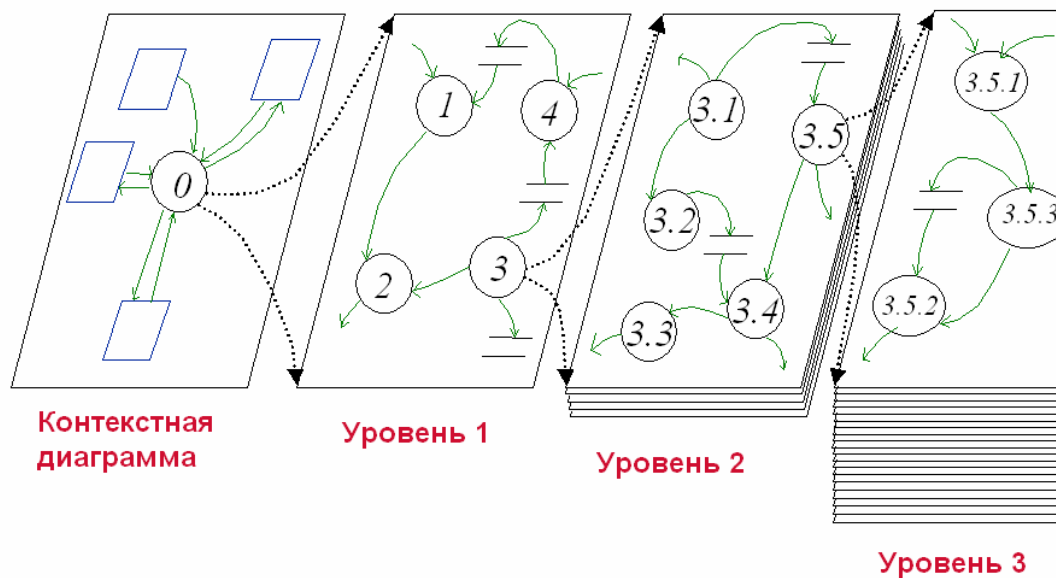 0
Контекстная
диаграмма
1
4
2
3
Уровень 1
3.1
3.5
3.2
3.3
3.4
Уровень 2
3.5.1
3.5.3
3.5.2
Уровень 3